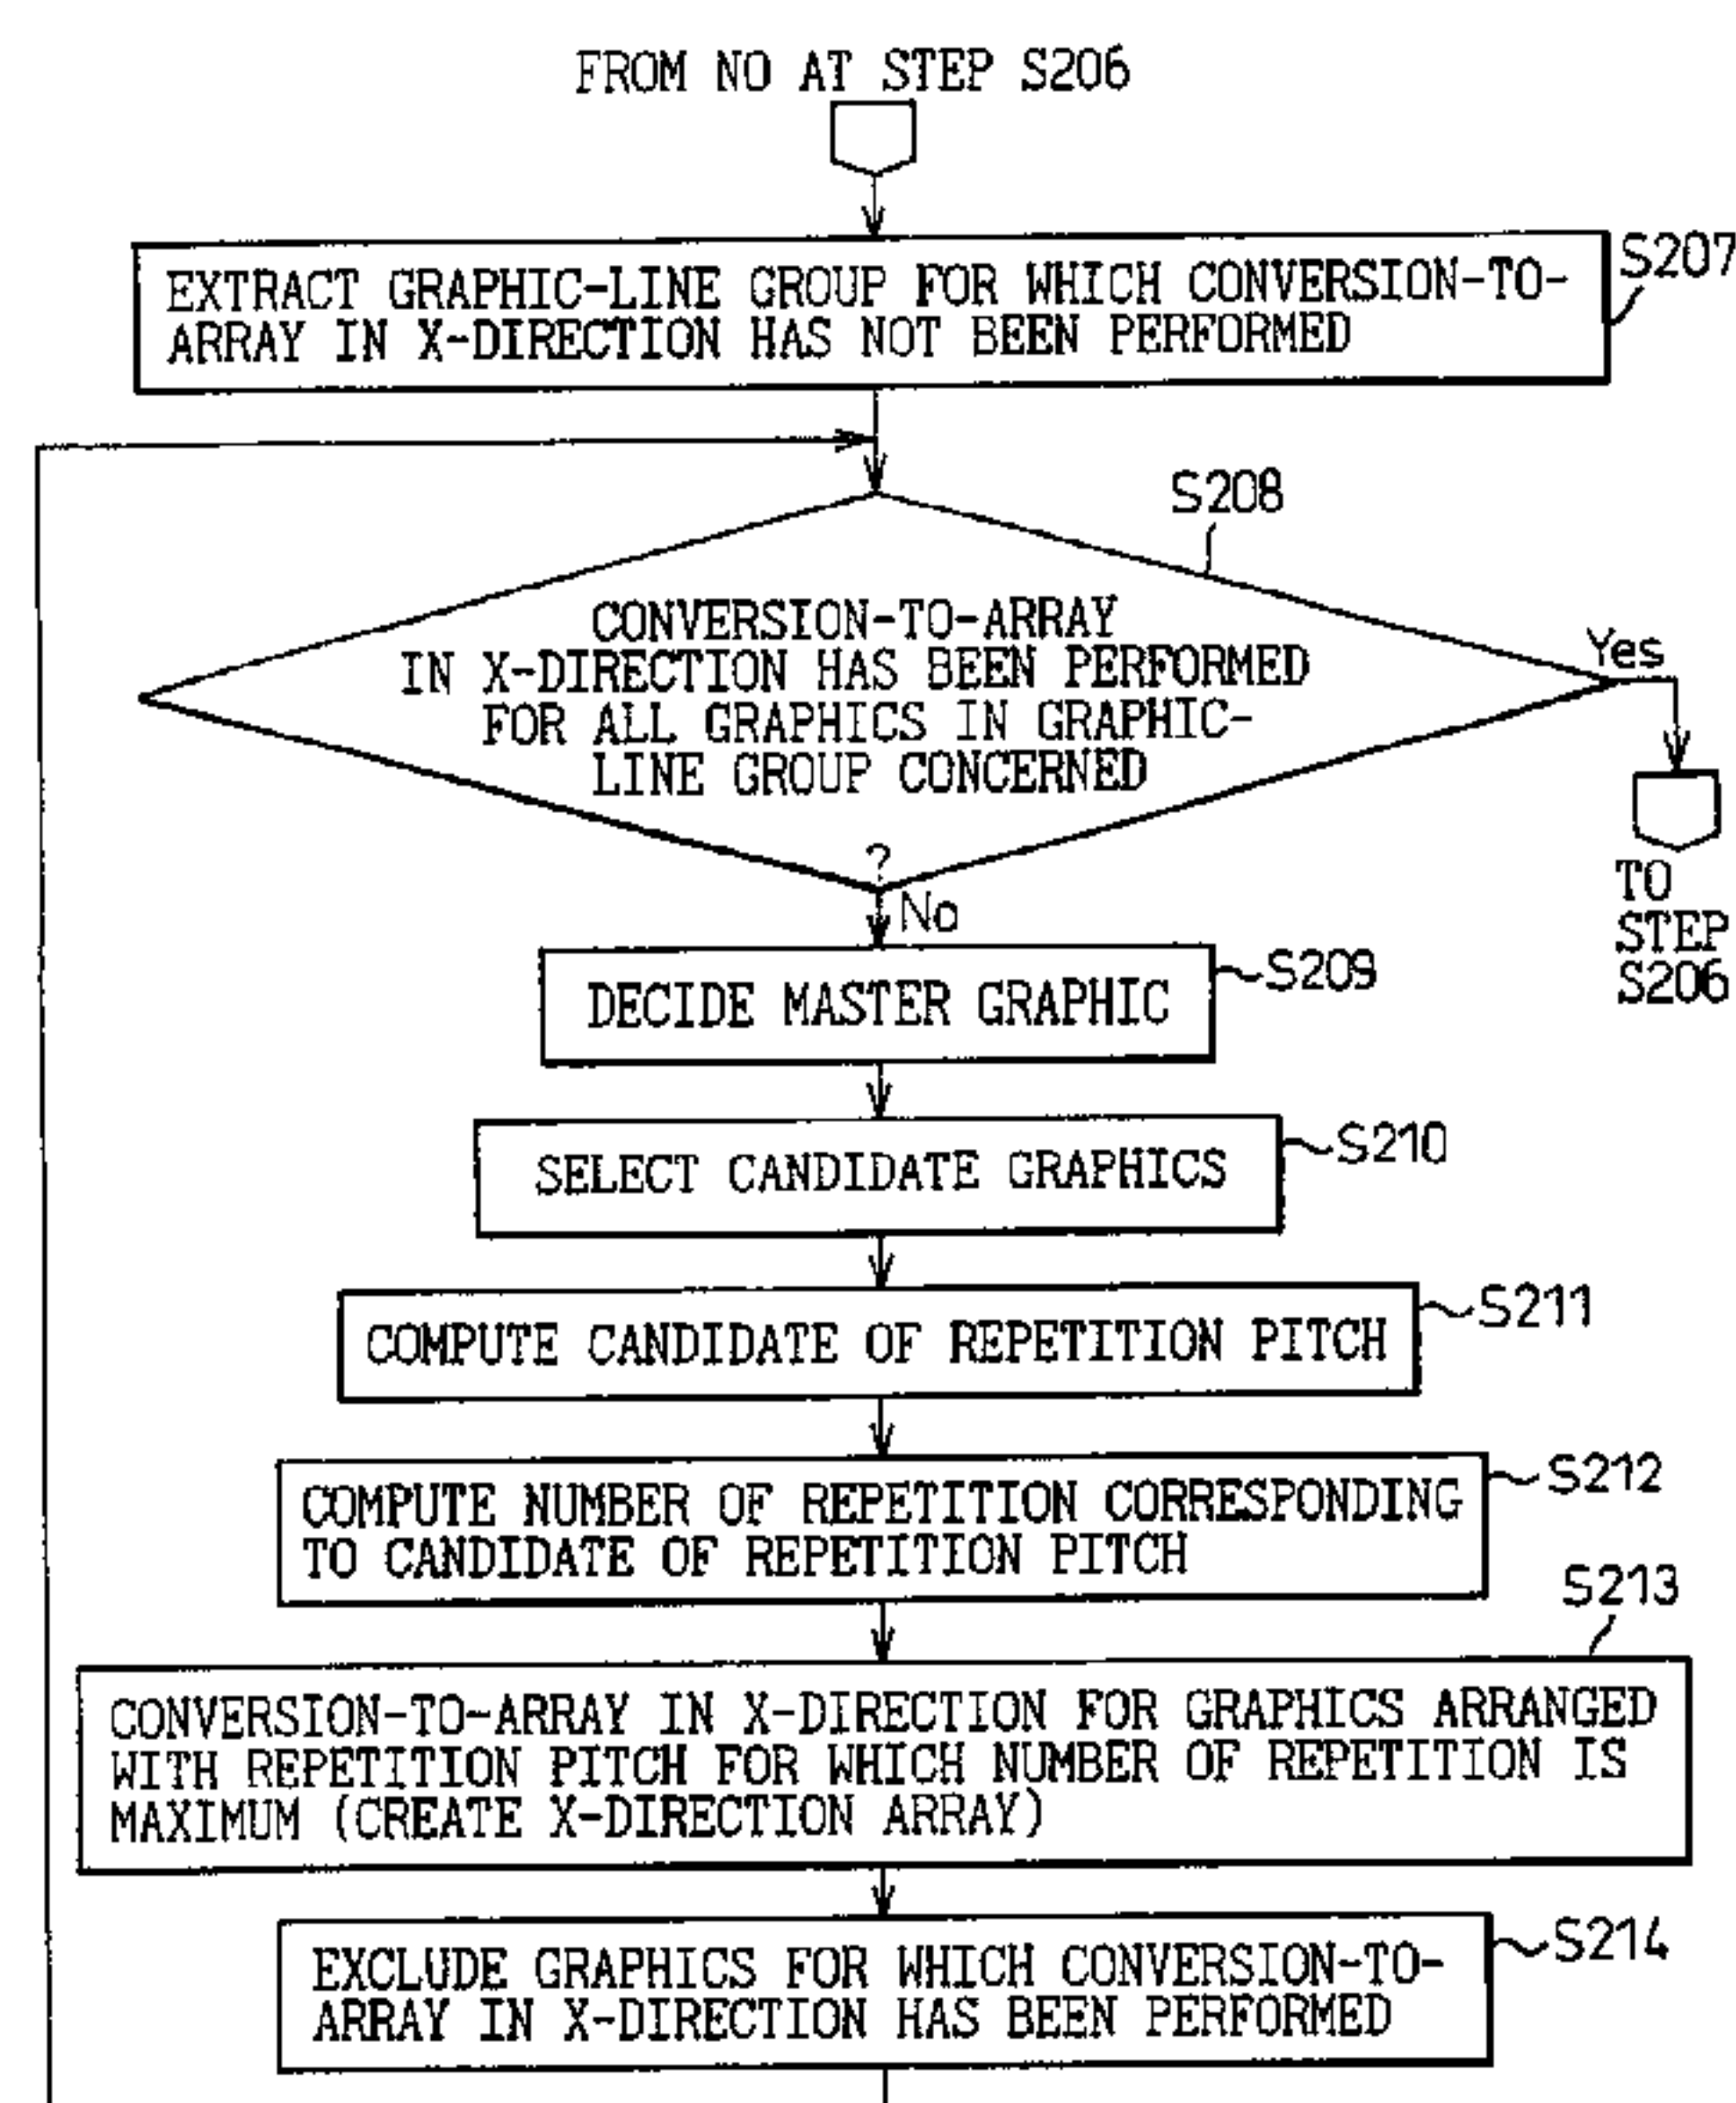 FROM NO AT STEP S206
S207
EXTRACT GRAPHIC-LINE GROUP FOR WHICH CONVERSION-TO-
ARRAY IN X-DIRECTION HAS NOT BEEN PERFORMED
S208
CONVERSION-TO-ARRAY
IN X-DIRECTION HAS BEEN PERFORMED
FOR ALL GRAPHICS IN GRAPHIC-
LINE GROUP CONCERNED
?
Yes
TO
STEP
S206
No
DECIDE MASTER GRAPHIC
S209
SELECT CANDIDATE GRAPHICS
S210
COMPUTE CANDIDATE OF REPETITION PITCH
S211
COMPUTE NUMBER OF REPETITION CORRESPONDING
TO CANDIDATE OF REPETITION PITCH
S212
S213
CONVERSION-TO-ARRAY IN X-DIRECTION FOR GRAPHICS ARRANGED
WITH REPETITION PITCH FOR WHICH NUMBER OF REPETITION IS
MAXIMUM (CREATE X-DIRECTION ARRAY)
EXCLUDE GRAPHICS FOR WHICH CONVERSION-TO-
ARRAY IN X-DIRECTION HAS BEEN PERFORMED
S214